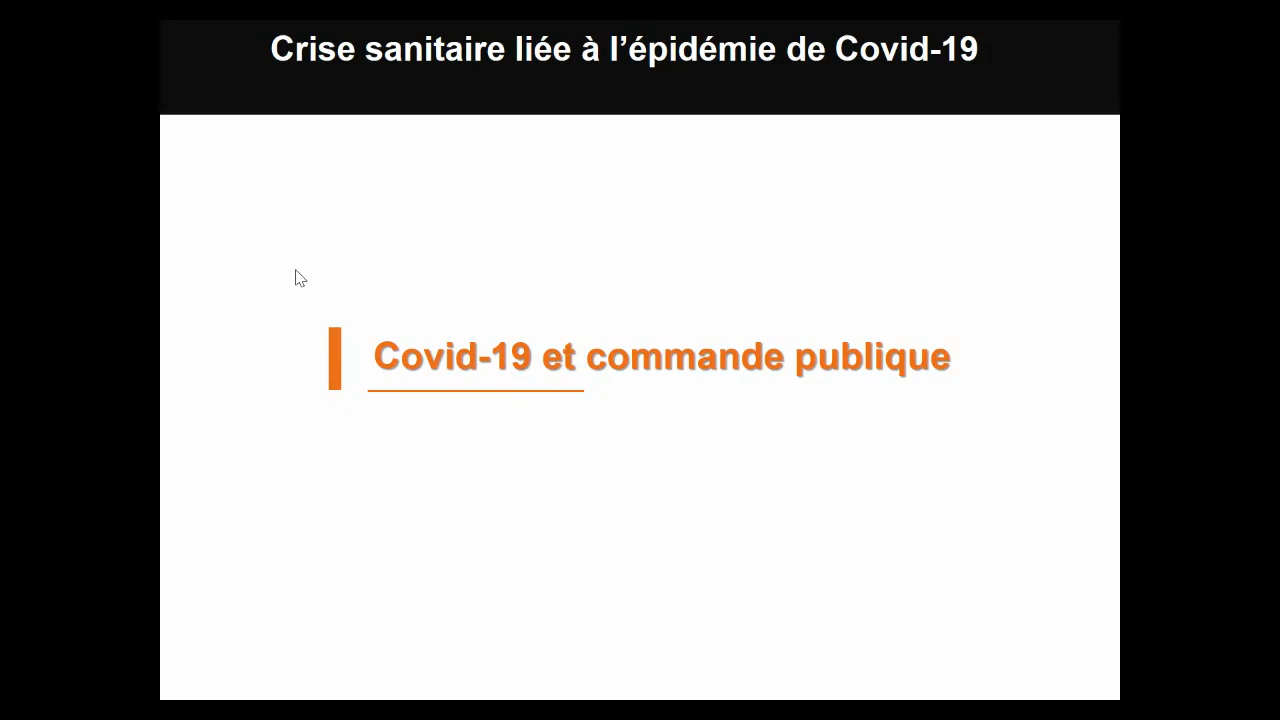 Crise sanitaire liée à l’épidémie de Covid-19
Covid-19 et commande publique